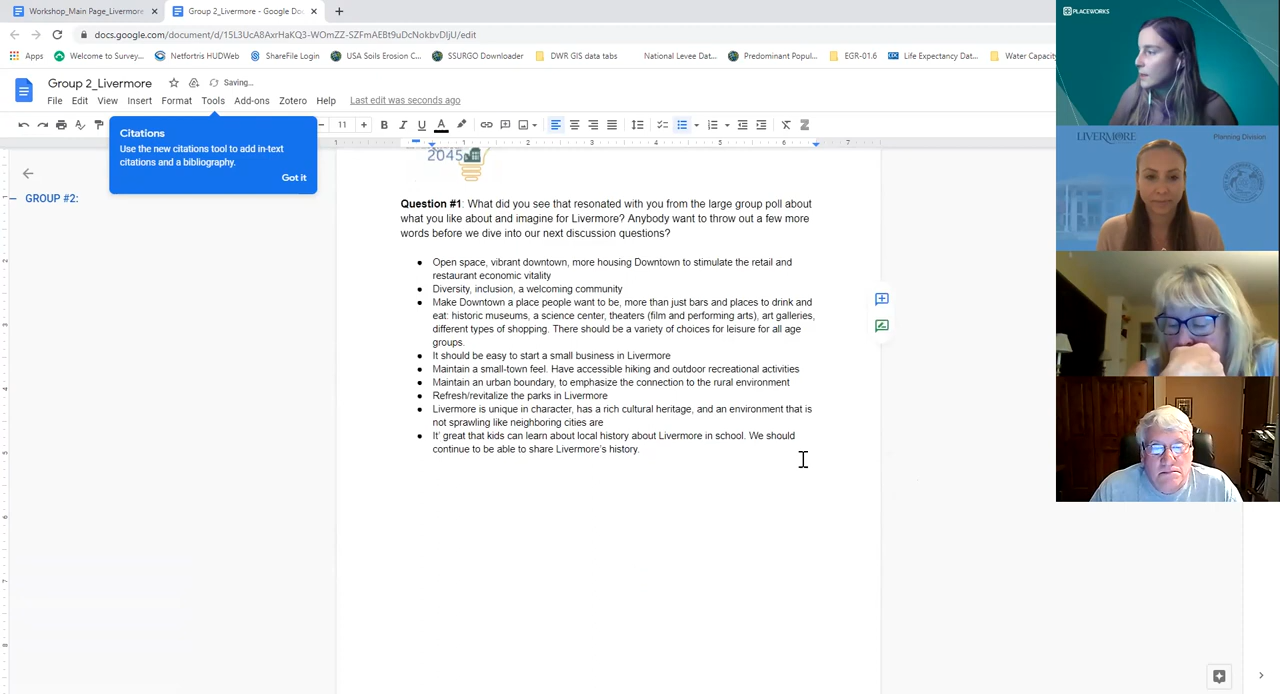 Workshop_Main Page_Livermore
Group 2_Livermore - Google Doc
docs.google.com/document/d/15L3UcA8AxrHaKQ3-WOmZZ-SZFmAEBt9uDcNokbvDIjU/edit
Apps
Welcome to Survey...
Netfortris HUDWeb
ShareFile Login
USA Soils Erosion C...
SSURGO Downloader
DWR GIS data tabs
National Levee Dat...
Predominant Popul...
EGR-01.6
Life Expectancy Dat...
Water Capacity
Group 2_Livermore
Saving...
File Edit View Insert Format Tools Add-ons Zotero Help Last edit was seconds ago
11
Citations
Use the new citations tool to add in-text
citations and a bibliography.
Got it
GROUP #2:
2045
Question #1: What did you see that resonated with you from the large group poll about
what you like about and imagine for Livermore? Anybody want to throw out a few more
words before we dive into our next discussion questions?
● Open space, vibrant downtown, more housing Downtown to stimulate the retail and
restaurant economic vitality
● Diversity, inclusion, a welcoming community
● Make Downtown a place people want to be, more than just bars and places to drink and
eat: historic museums, a science center, theaters (film and performing arts), art galleries,
different types of shopping. There should be a variety of choices for leisure for all age
groups.
● It should be easy to start a small business in Livermore
● Maintain a small-town feel. Have accessible hiking and outdoor recreational activities
● Maintain an urban boundary, to emphasize the connection to the rural environment
● Refresh/revitalize the parks in Livermore
● Livermore is unique in character, has a rich cultural heritage, and an environment that is
not sprawling like neighboring cities are
● It' great that kids can learn about local history about Livermore in school. We should
continue to be able to share Livermore's history.
PLACEWORKS
LIVERMORE
Planning Division